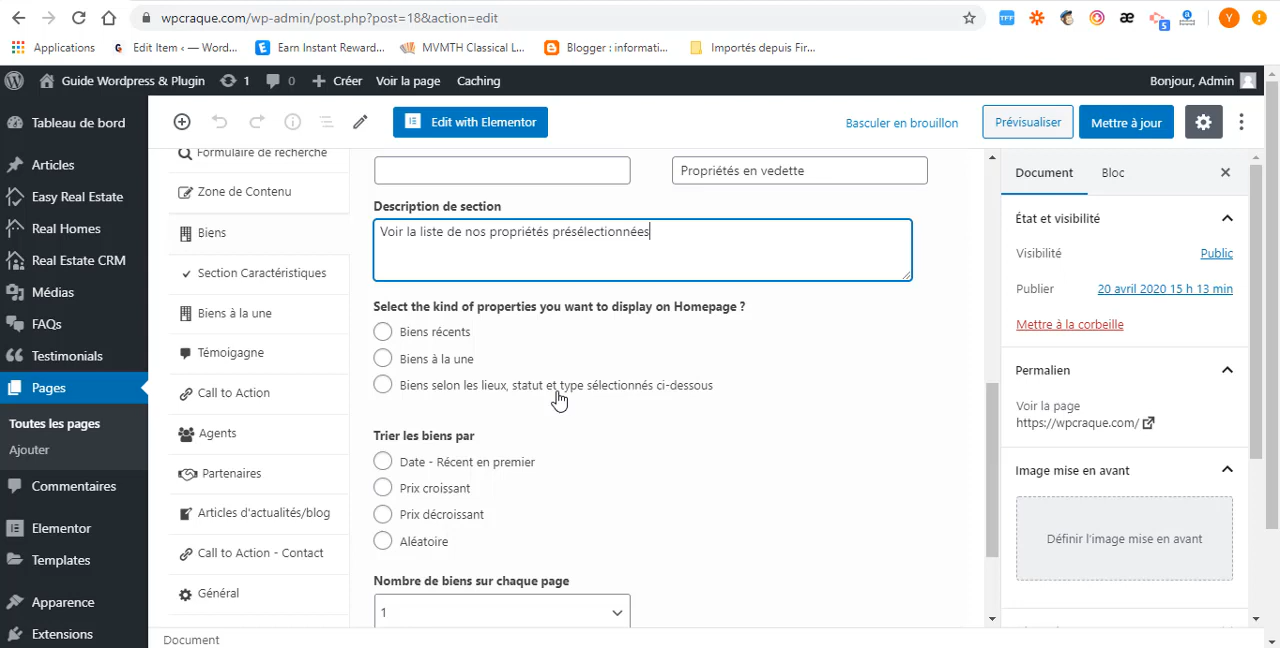 wpcraque.com/wp-admin/post.php?post=18&action=edit
Applications
Edit Item ‹ — Word...
Earn Instant Reward...
MVMTH Classical L...
Blogger : informati...
Importés depuis Fir...
Guide Wordpress & Plugin
1
0
Créer
Voir la page
Caching
Bonjour, Admin
Tableau de bord
Articles
Easy Real Estate
Real Homes
Real Estate CRM
Médias
FAQs
Testimonials
Pages
Toutes les pages
Ajouter
Commentaires
Elementor
Templates
Apparence
Extensions
Edit with Elementor
Basculer en brouillon
Prévisualiser
Mettre à jour
Formulaire de recherche
Zone de Contenu
Biens
Section Caractéristiques
Biens à la une
Témoigagne
Call to Action
Agents
Partenaires
Articles d'actualités/blog
Call to Action - Contact
Général
Propriétés en vedette
Description de section
Voir la liste de nos propriétés présélectionnées
Select the kind of properties you want to display on Homepage ?
Biens récents
Biens à la une
Biens selon les lieux, statut et type sélectionnés ci-dessous
Trier les biens par
Date - Récent en premier
Prix croissant
Prix décroissant
Aléatoire
Nombre de biens sur chaque page
1
Document
Document
Bloc
État et visibilité
Visibilité
Public
Publier
20 avril 2020 15 h 13 min
Mettre à la corbeille
Permalien
Voir la page
https://wpcraque.com/
Image mise en avant
Définir l'image mise en avant